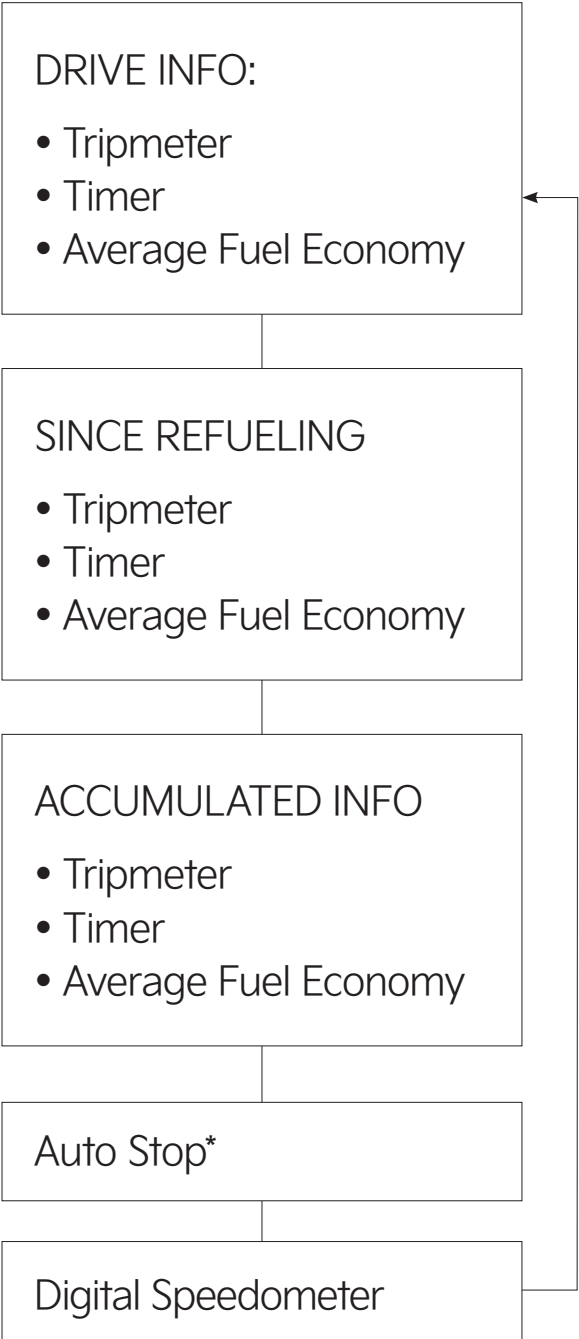 DRIVE INFO:
• Tripmeter
• Timer
• Average Fuel Economy
SINCE REFUELING
• Tripmeter
• Timer
• Average Fuel Economy
ACCUMULATED INFO
• Tripmeter
• Timer
• Average Fuel Economy
Auto Stop*
Digital Speedometer